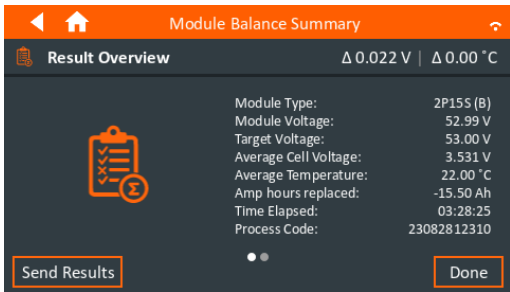 Module Balance Summary
Result Overview Δ 0.022 V | Δ 0.00 °C
Module Type: 2P15S (B)
Module Voltage: 52.99 V
Target Voltage: 53.00 V
Average Cell Voltage: 3.531 V
Average Temperature: 22.00 °C
Amp hours replaced: -15.50 Ah
Time Elapsed: 03:28:25
Process Code: 23082812310
Send Results Done